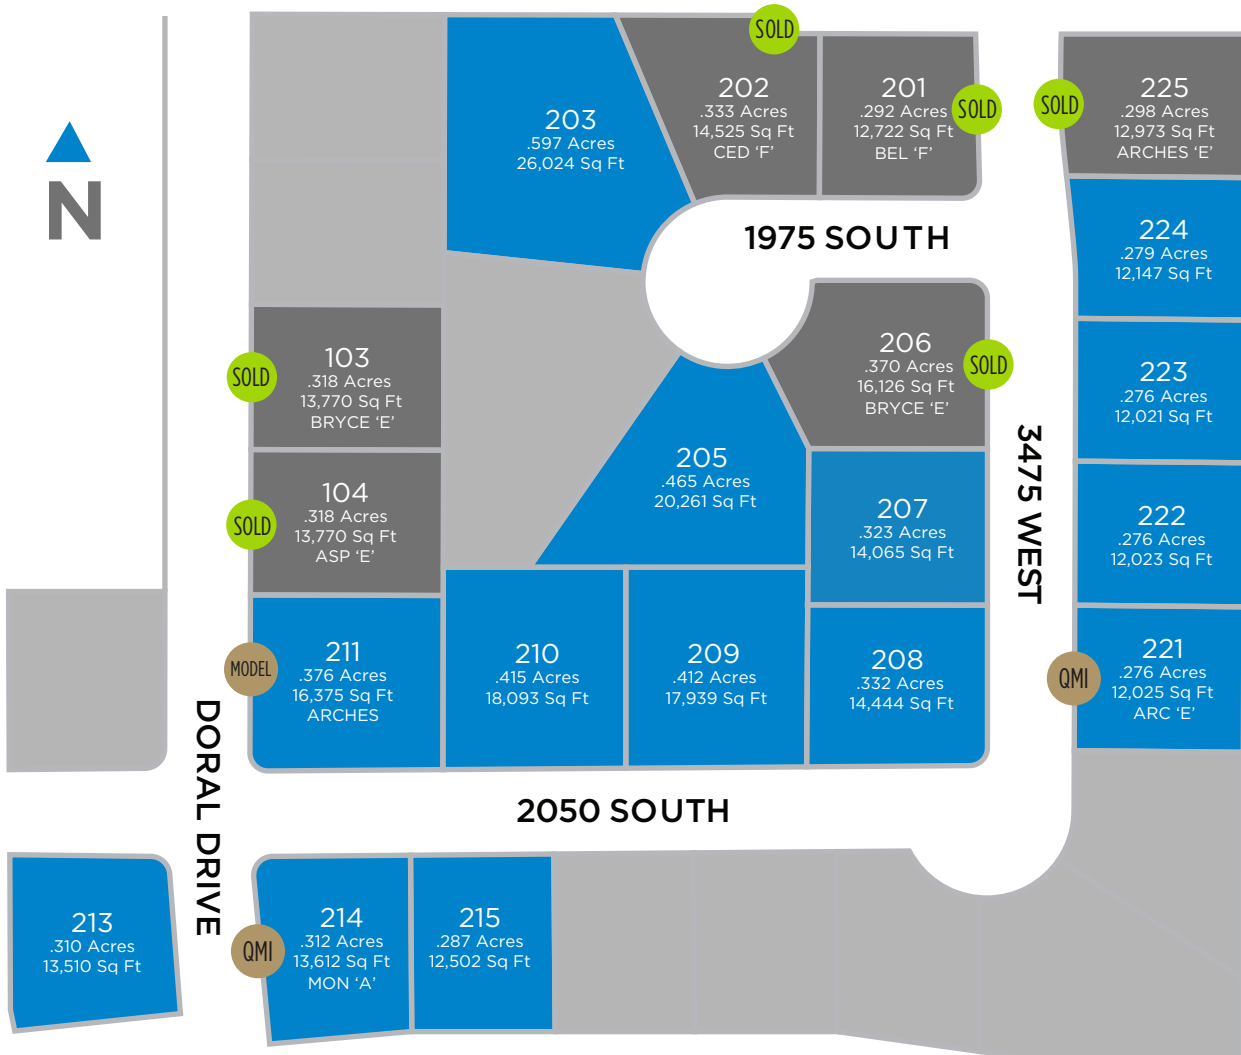 SOLD
202
.333 Acres
14,525 Sq Ft
CED ‘F’
201
.292 Acres
12,722 Sq Ft
BEL ‘F’
SOLD
SOLD
225
.298 Acres
12,973 Sq Ft
ARCHES ‘E’
203
.597 Acres
26,024 Sq Ft
N
1975 SOUTH
224
.279 Acres
12,147 Sq Ft
SOLD
103
.318 Acres
13,770 Sq Ft
BRYCE ‘E’
206
.370 Acres
16,126 Sq Ft
BRYCE ‘E’
SOLD
223
.276 Acres
12,021 Sq Ft
3475 WEST
SOLD
104
.318 Acres
13,770 Sq Ft
ASP ‘E’
205
.465 Acres
20,261 Sq Ft
207
.323 Acres
14,065 Sq Ft
222
.276 Acres
12,023 Sq Ft
MODEL
211
.376 Acres
16,375 Sq Ft
ARCHES
210
.415 Acres
18,093 Sq Ft
209
.412 Acres
17,939 Sq Ft
208
.332 Acres
14,444 Sq Ft
QMI
221
.276 Acres
12,025 Sq Ft
ARC ‘E’
DORAL DRIVE
2050 SOUTH
213
.310 Acres
13,510 Sq Ft
QMI
214
.312 Acres
13,612 Sq Ft
MON ‘A’
215
.287 Acres
12,502 Sq Ft